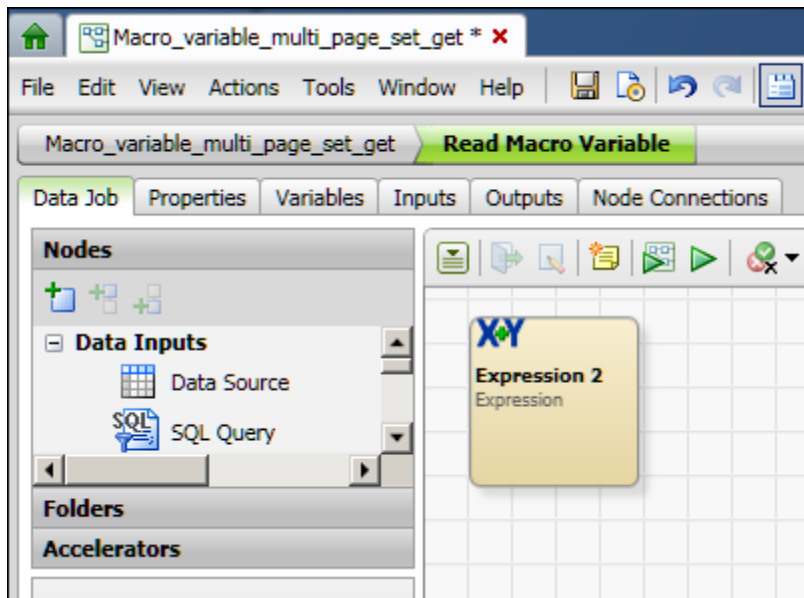 Macro_variable_multi_page_set_get *
File Edit View Actions Tools Window Help
Macro_variable_multi_page_set_get Read Macro Variable
Data Job Properties Variables Inputs Outputs Node Connections
Nodes
Data Inputs
Data Source
SQL SQL Query
Folders
Accelerators
X+Y
Expression 2
Expression